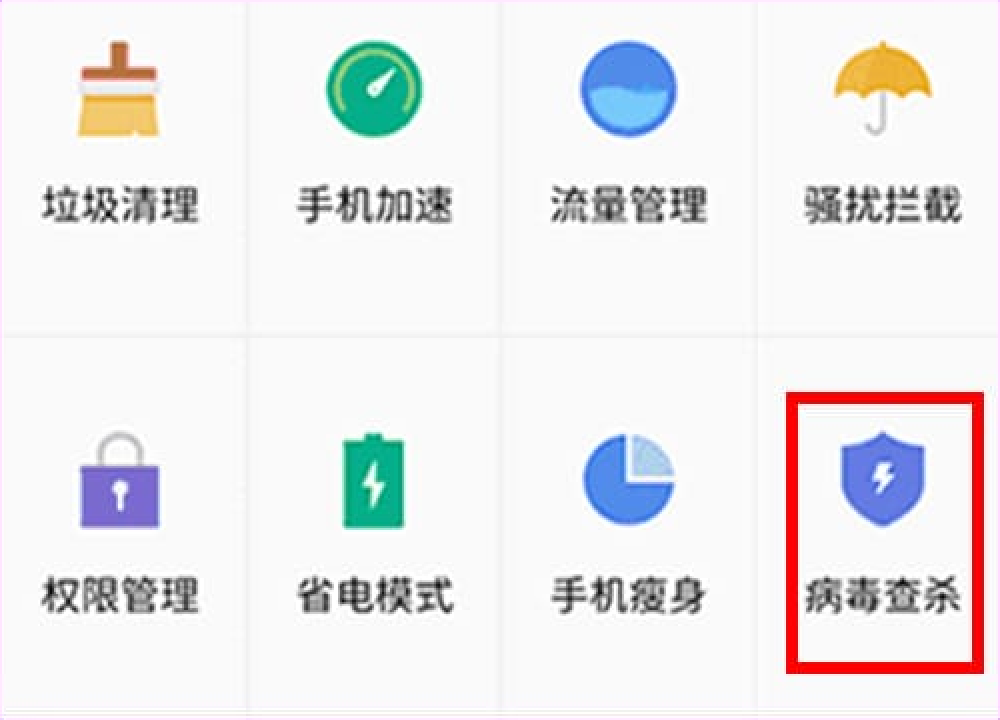 垃圾清理
手机加速
流量管理
骚扰拦截
权限管理
省电模式
手机瘦身
病毒查杀